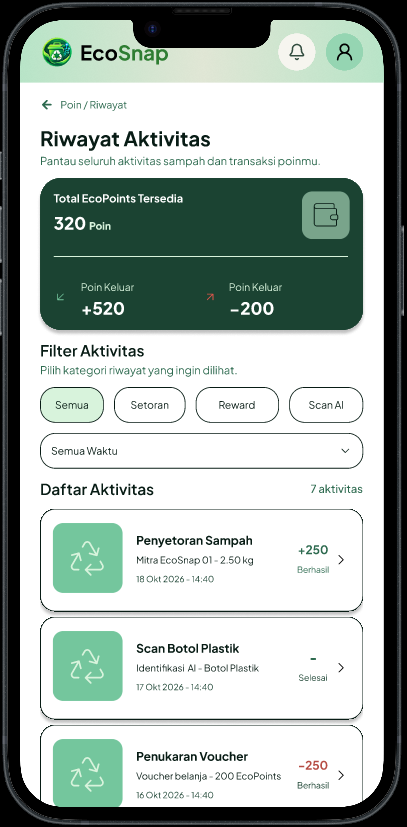 EcoSnap
Poin / Riwayat
Riwayat Aktivitas
Pantau seluruh aktivitas sampah dan transaksi poinmu.
Total EcoPoints Tersedia
320 Poin
Poin Keluar
+520
Poin Keluar
-200
Filter Aktivitas
Pilih kategori riwayat yang ingin dilihat.
Semua
Setoran
Reward
Scan AI
Semua Waktu
Daftar Aktivitas
7 aktivitas
Penyetoran Sampah
Mitra EcoSnap 01 - 2.50 kg
18 Okt 2026 - 14:40
+250
Berhasil
Scan Botol Plastik
Identifikasi AI - Botol Plastik
17 Okt 2026 - 14:40
-
Selesai
Penukaran Voucher
Voucher belanja - 200 EcoPoints
16 Okt 2026 - 14:40
-250
Berhasil